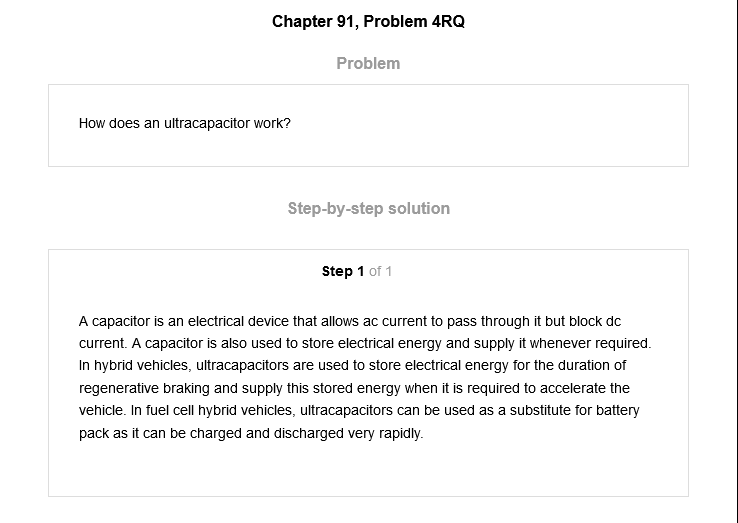 Chapter 91, Problem 4RQ
Problem
How does an ultracapacitor work?
Step-by-step solution
Step 1 of 1
A capacitor is an electrical device that allows ac current to pass through it but block dc
current. A capacitor is also used to store electrical energy and supply it whenever required.
In hybrid vehicles, ultracapacitors are used to store electrical energy for the duration of
regenerative braking and supply this stored energy when it is required to accelerate the
vehicle. In fuel cell hybrid vehicles, ultracapacitors can be used as a substitute for battery
pack as it can be charged and discharged very rapidly.